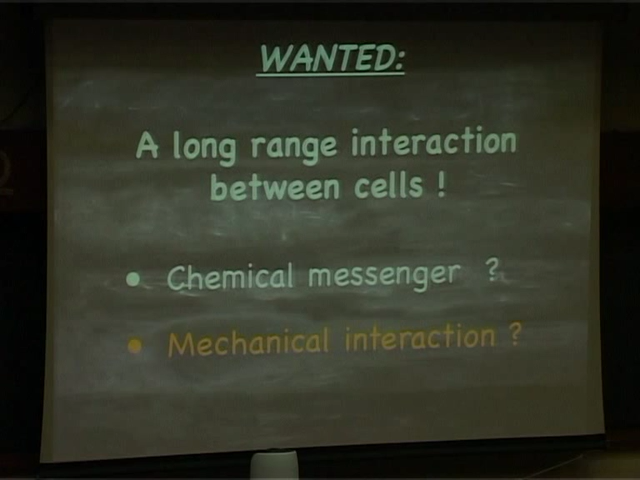 WANTED:
A long range interaction
between cells !
• Chemical messenger ?
• Mechanical interaction ?